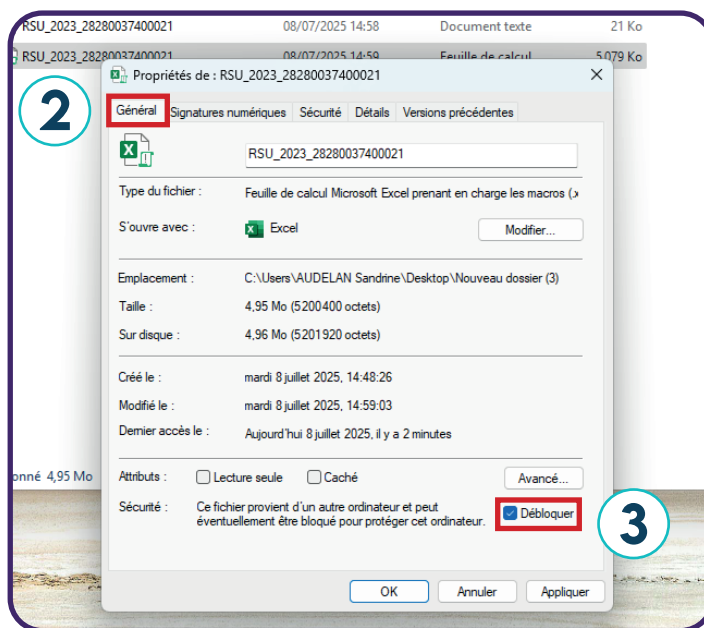 RSU_2023_28280037400021 08/07/2025 14:58 Document texte 21 Ko
RSU_2023_28280037400021 08/07/2025 14:59 Feuille de calcul 5 079 Ko
Propriétés de : RSU_2023_28280037400021
2
Général Signatures numériques Sécurité Détails Versions précédentes
RSU_2023_28280037400021
Type du fichier : Feuille de calcul Microsoft Excel prenant en charge les macros (.x
S'ouvre avec : Excel Modifier...
Emplacement : C:\Users\AUDELAN Sandrine\Desktop\Nouveau dossier (3)
Taille : 4,95 Mo (5200400 octets)
Sur disque : 4,96 Mo (5201920 octets)
Créé le : mardi 8 juillet 2025, 14:48:26
Modifié le : mardi 8 juillet 2025, 14:59:03
Dernier accès le : Aujourd'hui 8 juillet 2025, il y a 2 minutes
onné 4,95 Mo
Attributs : Lecture seule Caché Avancé...
Sécurité : Ce fichier provient d'un autre ordinateur et peut
éventuellement être bloqué pour protéger cet ordinateur.
Débloquer
3
OK Annuler Appliquer